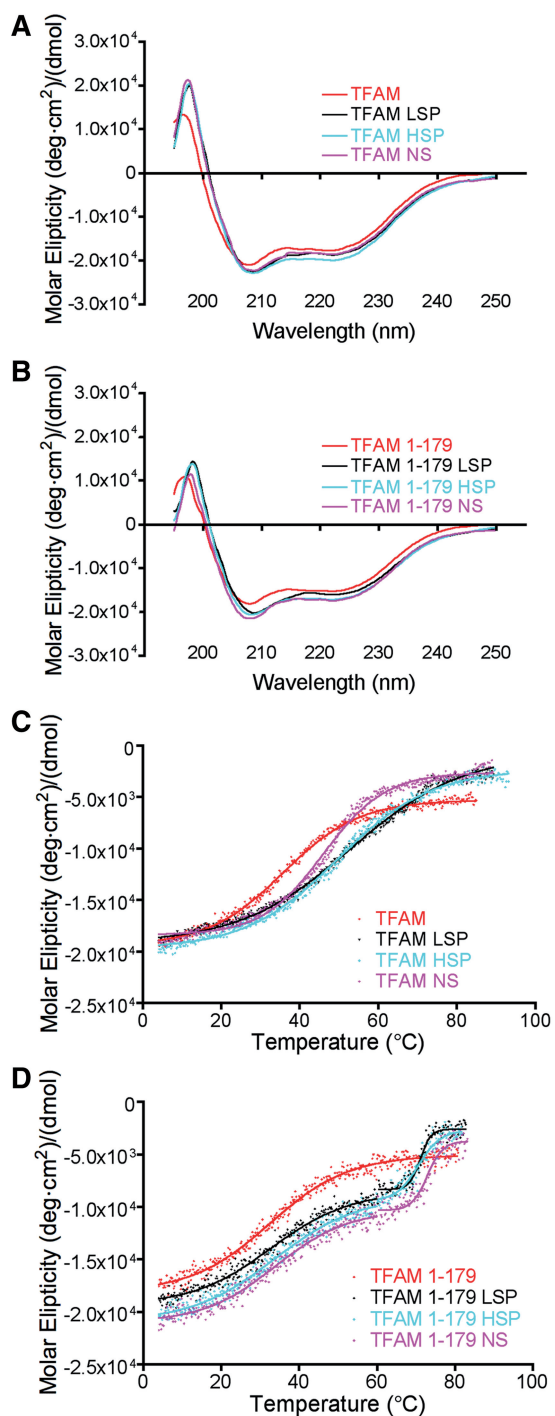 A
Molar Elipticity (deg·cm²)/(dmol)
3.0x10⁴
2.0x10⁴
1.0x10⁴
0
-1.0x10⁴
-2.0x10⁴
-3.0x10⁴
TFAM
TFAM LSP
TFAM HSP
TFAM NS
200 210 220 230 240 250
Wavelength (nm)
B
Molar Elipticity (deg·cm²)/(dmol)
3.0x10⁴
2.0x10⁴
1.0x10⁴
0
-1.0x10⁴
-2.0x10⁴
-3.0x10⁴
TFAM 1-179
TFAM 1-179 LSP
TFAM 1-179 HSP
TFAM 1-179 NS
200 210 220 230 240 250
Wavelength (nm)
C
Molar Elipticity (deg·cm²)/(dmol)
0
-5.0x10³
-1.0x10⁴
-1.5x10⁴
-2.0x10⁴
-2.5x10⁴
TFAM
TFAM LSP
TFAM HSP
TFAM NS
0 20 40 60 80 100
Temperature (°C)
D
Molar Elipticity (deg·cm²)/(dmol)
0
-5.0x10³
-1.0x10⁴
-1.5x10⁴
-2.0x10⁴
-2.5x10⁴
TFAM 1-179
TFAM 1-179 LSP
TFAM 1-179 HSP
TFAM 1-179 NS
0 20 40 60 80 100
Temperature (°C)